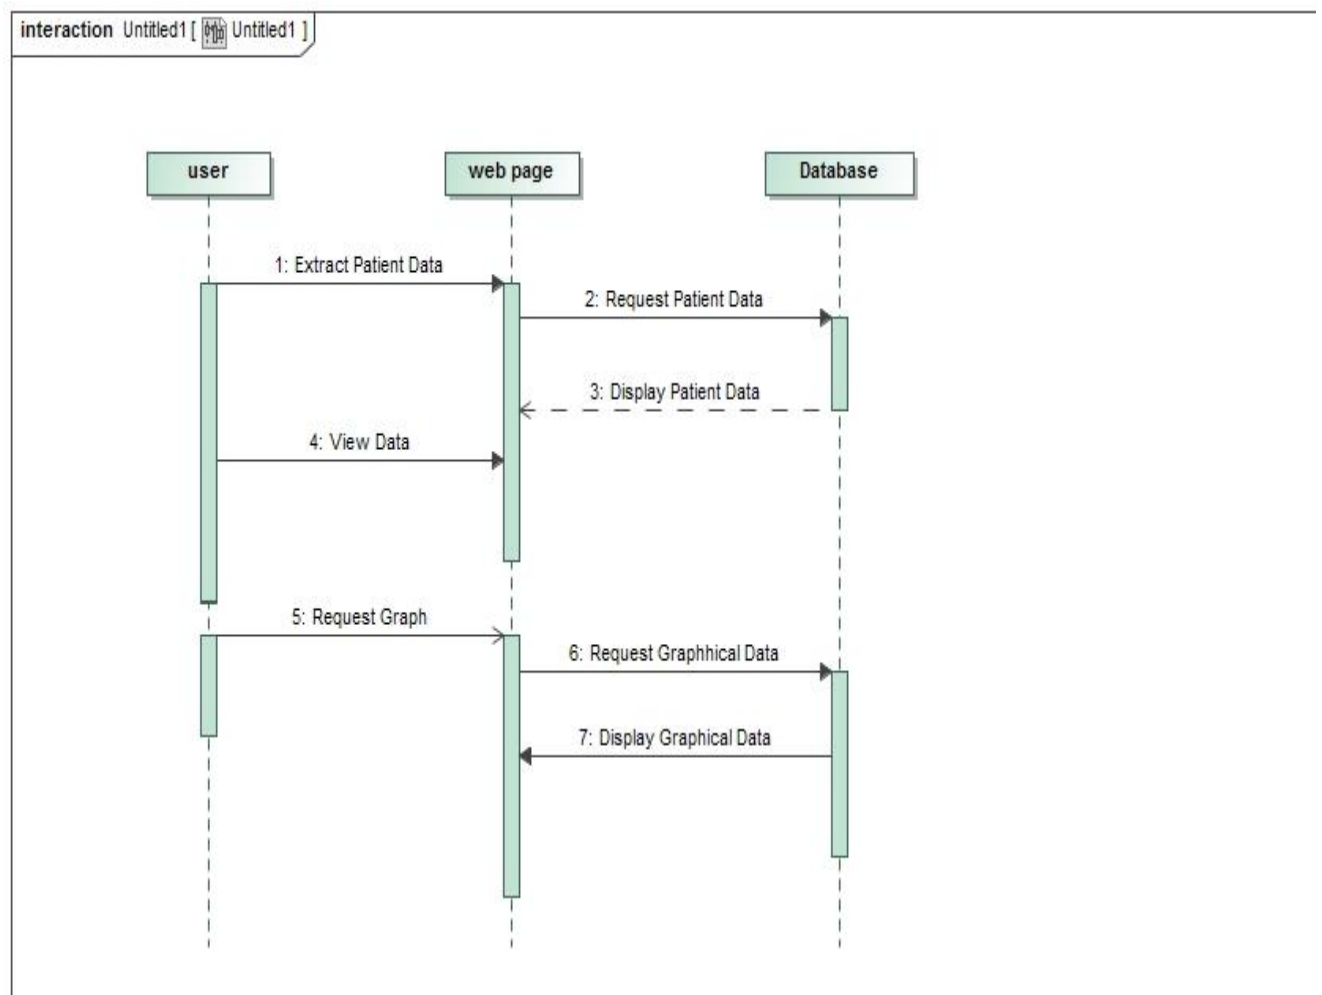 interaction Untitled1 [ Untitled1 ]
user
web page
Database
1: Extract Patient Data
2: Request Patient Data
3: Display Patient Data
4: View Data
5: Request Graph
6: Request Graphhical Data
7: Display Graphical Data